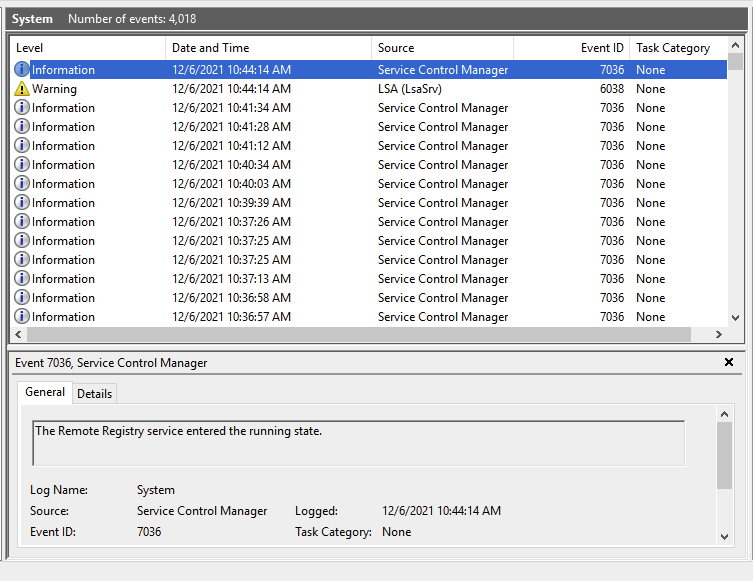 System Number of events: 4,018
Level Date and Time Source Event ID Task Category
Information 12/6/2021 10:44:14 AM Service Control Manager 7036 None
Warning 12/6/2021 10:44:14 AM LSA (LsaSrv) 6038 None
Information 12/6/2021 10:41:34 AM Service Control Manager 7036 None
Information 12/6/2021 10:41:28 AM Service Control Manager 7036 None
Information 12/6/2021 10:41:12 AM Service Control Manager 7036 None
Information 12/6/2021 10:40:34 AM Service Control Manager 7036 None
Information 12/6/2021 10:40:03 AM Service Control Manager 7036 None
Information 12/6/2021 10:39:39 AM Service Control Manager 7036 None
Information 12/6/2021 10:37:26 AM Service Control Manager 7036 None
Information 12/6/2021 10:37:25 AM Service Control Manager 7036 None
Information 12/6/2021 10:37:25 AM Service Control Manager 7036 None
Information 12/6/2021 10:37:13 AM Service Control Manager 7036 None
Information 12/6/2021 10:36:58 AM Service Control Manager 7036 None
Information 12/6/2021 10:36:57 AM Service Control Manager 7036 None
Event 7036, Service Control Manager
General Details
The Remote Registry service entered the running state.
Log Name: System
Source: Service Control Manager Logged: 12/6/2021 10:44:14 AM
Event ID: 7036 Task Category: None